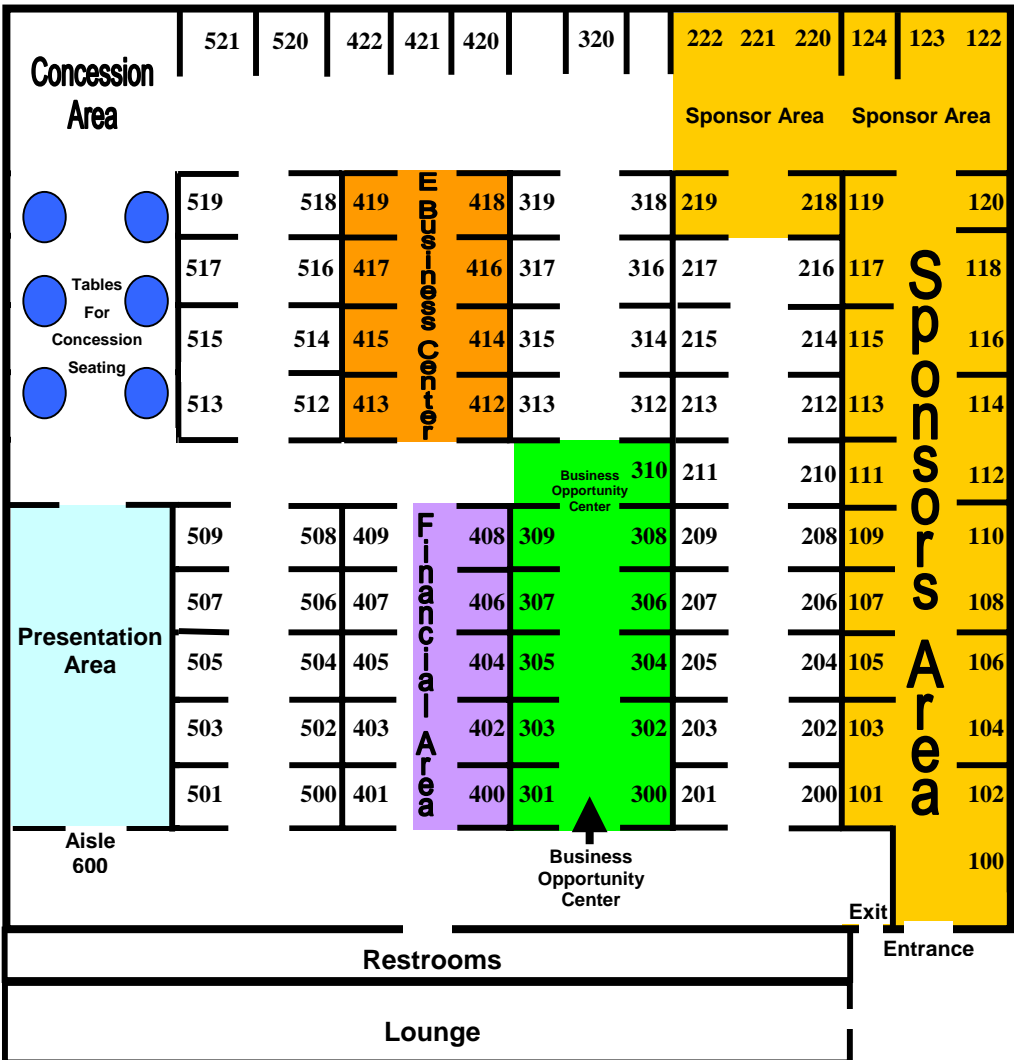 521 520 422 421 420 320 222 221 220 124 123 122
Concession
Area
Sponsor Area Sponsor Area
519 518 419 418 319 318 219 218 119 120
E Business Center
517 516 417 416 317 316 217 216 117 118
Sponsors Area
Tables
For
Concession
Seating
515 514 415 414 315 314 215 214 115 116
513 512 413 412 313 312 213 212 113 114
310 211 210 111 112
Business
Opportunity
Center
509 508 409 408 309 308 209 208 109 110
Financial Area
507 506 407 406 307 306 207 206 107 108
Presentation
Area
505 504 405 404 305 304 205 204 105 106
503 502 403 402 303 302 203 202 103 104
501 500 401 400 301 300 201 200 101 102
Aisle
600
Business
Opportunity
Center
100
Exit
Entrance
Restrooms
Lounge